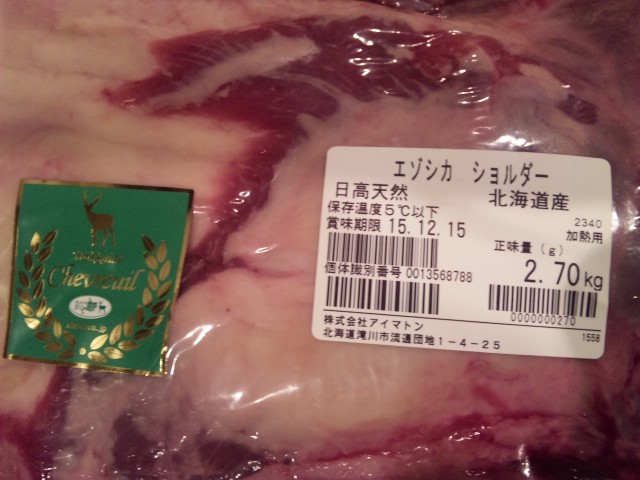 エゾシカ ショルダー
日高天然 北海道産
保存温度5℃以下
2340
賞味期限 15.12.15
加熱用
正味量(g)
2.70kg
個体識別番号 0013568788
0000000270
株式会社アイマトン
北海道滝川市流通団地1-4-25
1558
Chevreuil